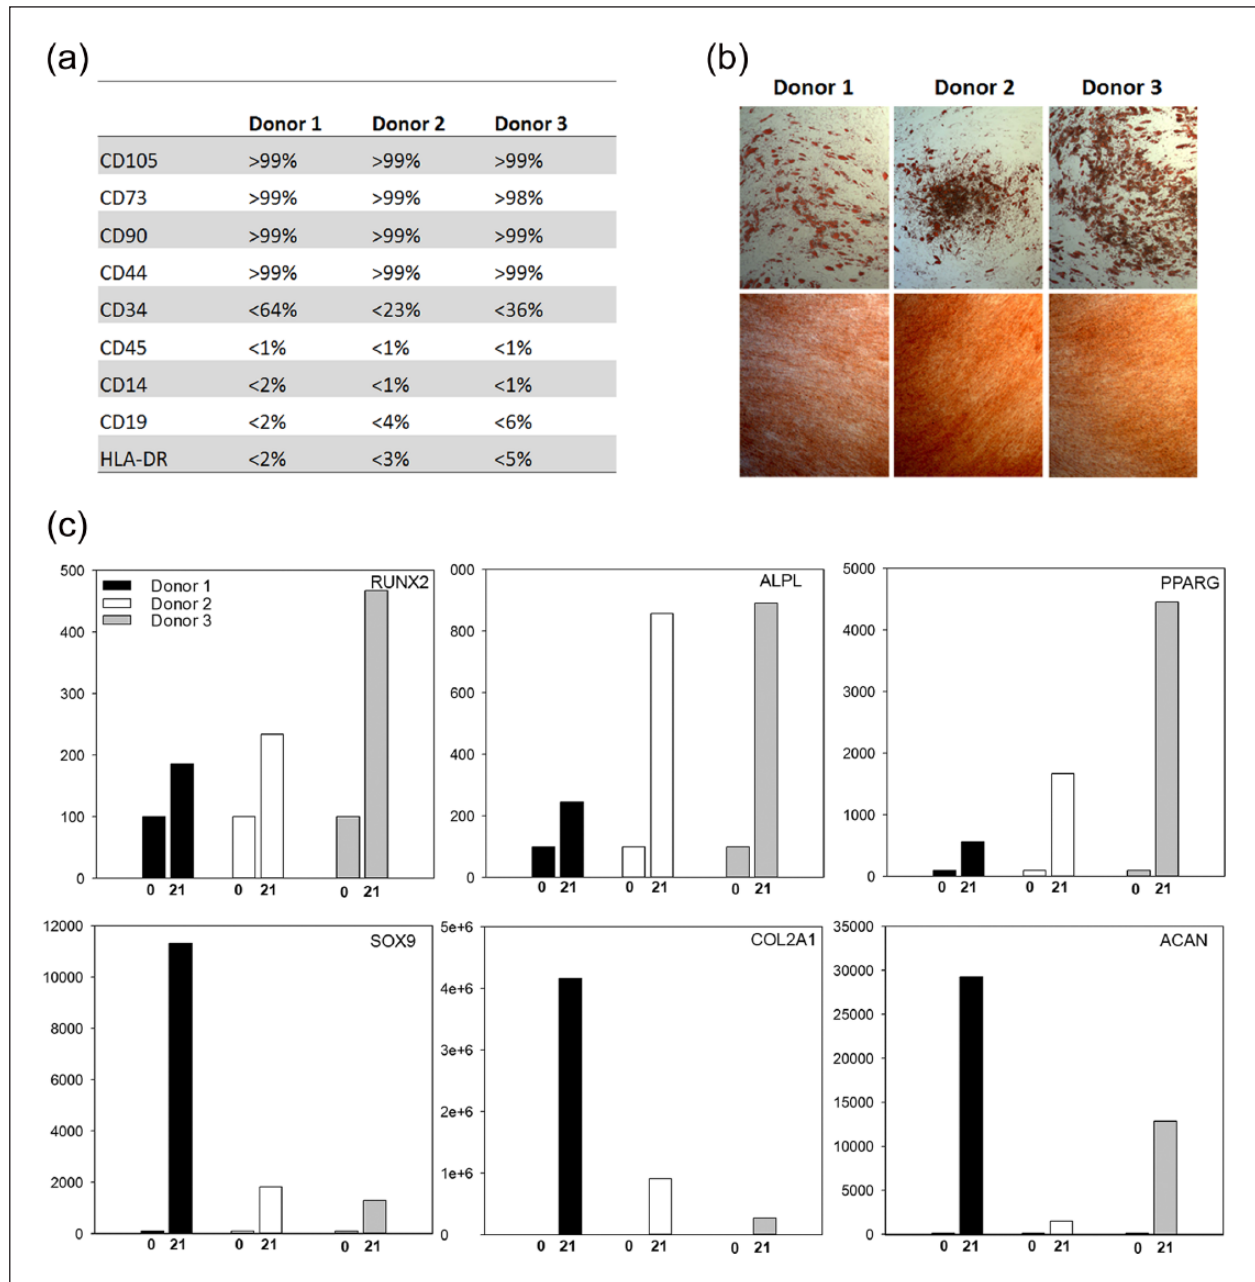 (a)
Donor 1 Donor 2 Donor 3
CD105 >99% >99% >99%
CD73 >99% >99% >98%
CD90 >99% >99% >99%
CD44 >99% >99% >99%
CD34 <64% <23% <36%
CD45 <1% <1% <1%
CD14 <2% <1% <1%
CD19 <2% <4% <6%
HLA-DR <2% <3% <5%
(b)
Donor 1 Donor 2 Donor 3
(c)
RUNX2
Donor 1
Donor 2
Donor 3
500
400
300
200
100
0
0 21 0 21 0 21
ALPL
000
800
600
400
200
0
0 21 0 21 0 21
PPARG
5000
4000
3000
2000
1000
0
0 21 0 21 0 21
SOX9
12000
10000
8000
6000
4000
2000
0
0 21 0 21 0 21
COL2A1
5e+6
4e+6
3e+6
2e+6
1e+6
0
0 21 0 21 0 21
ACAN
35000
30000
25000
20000
15000
10000
5000
0
0 21 0 21 0 21